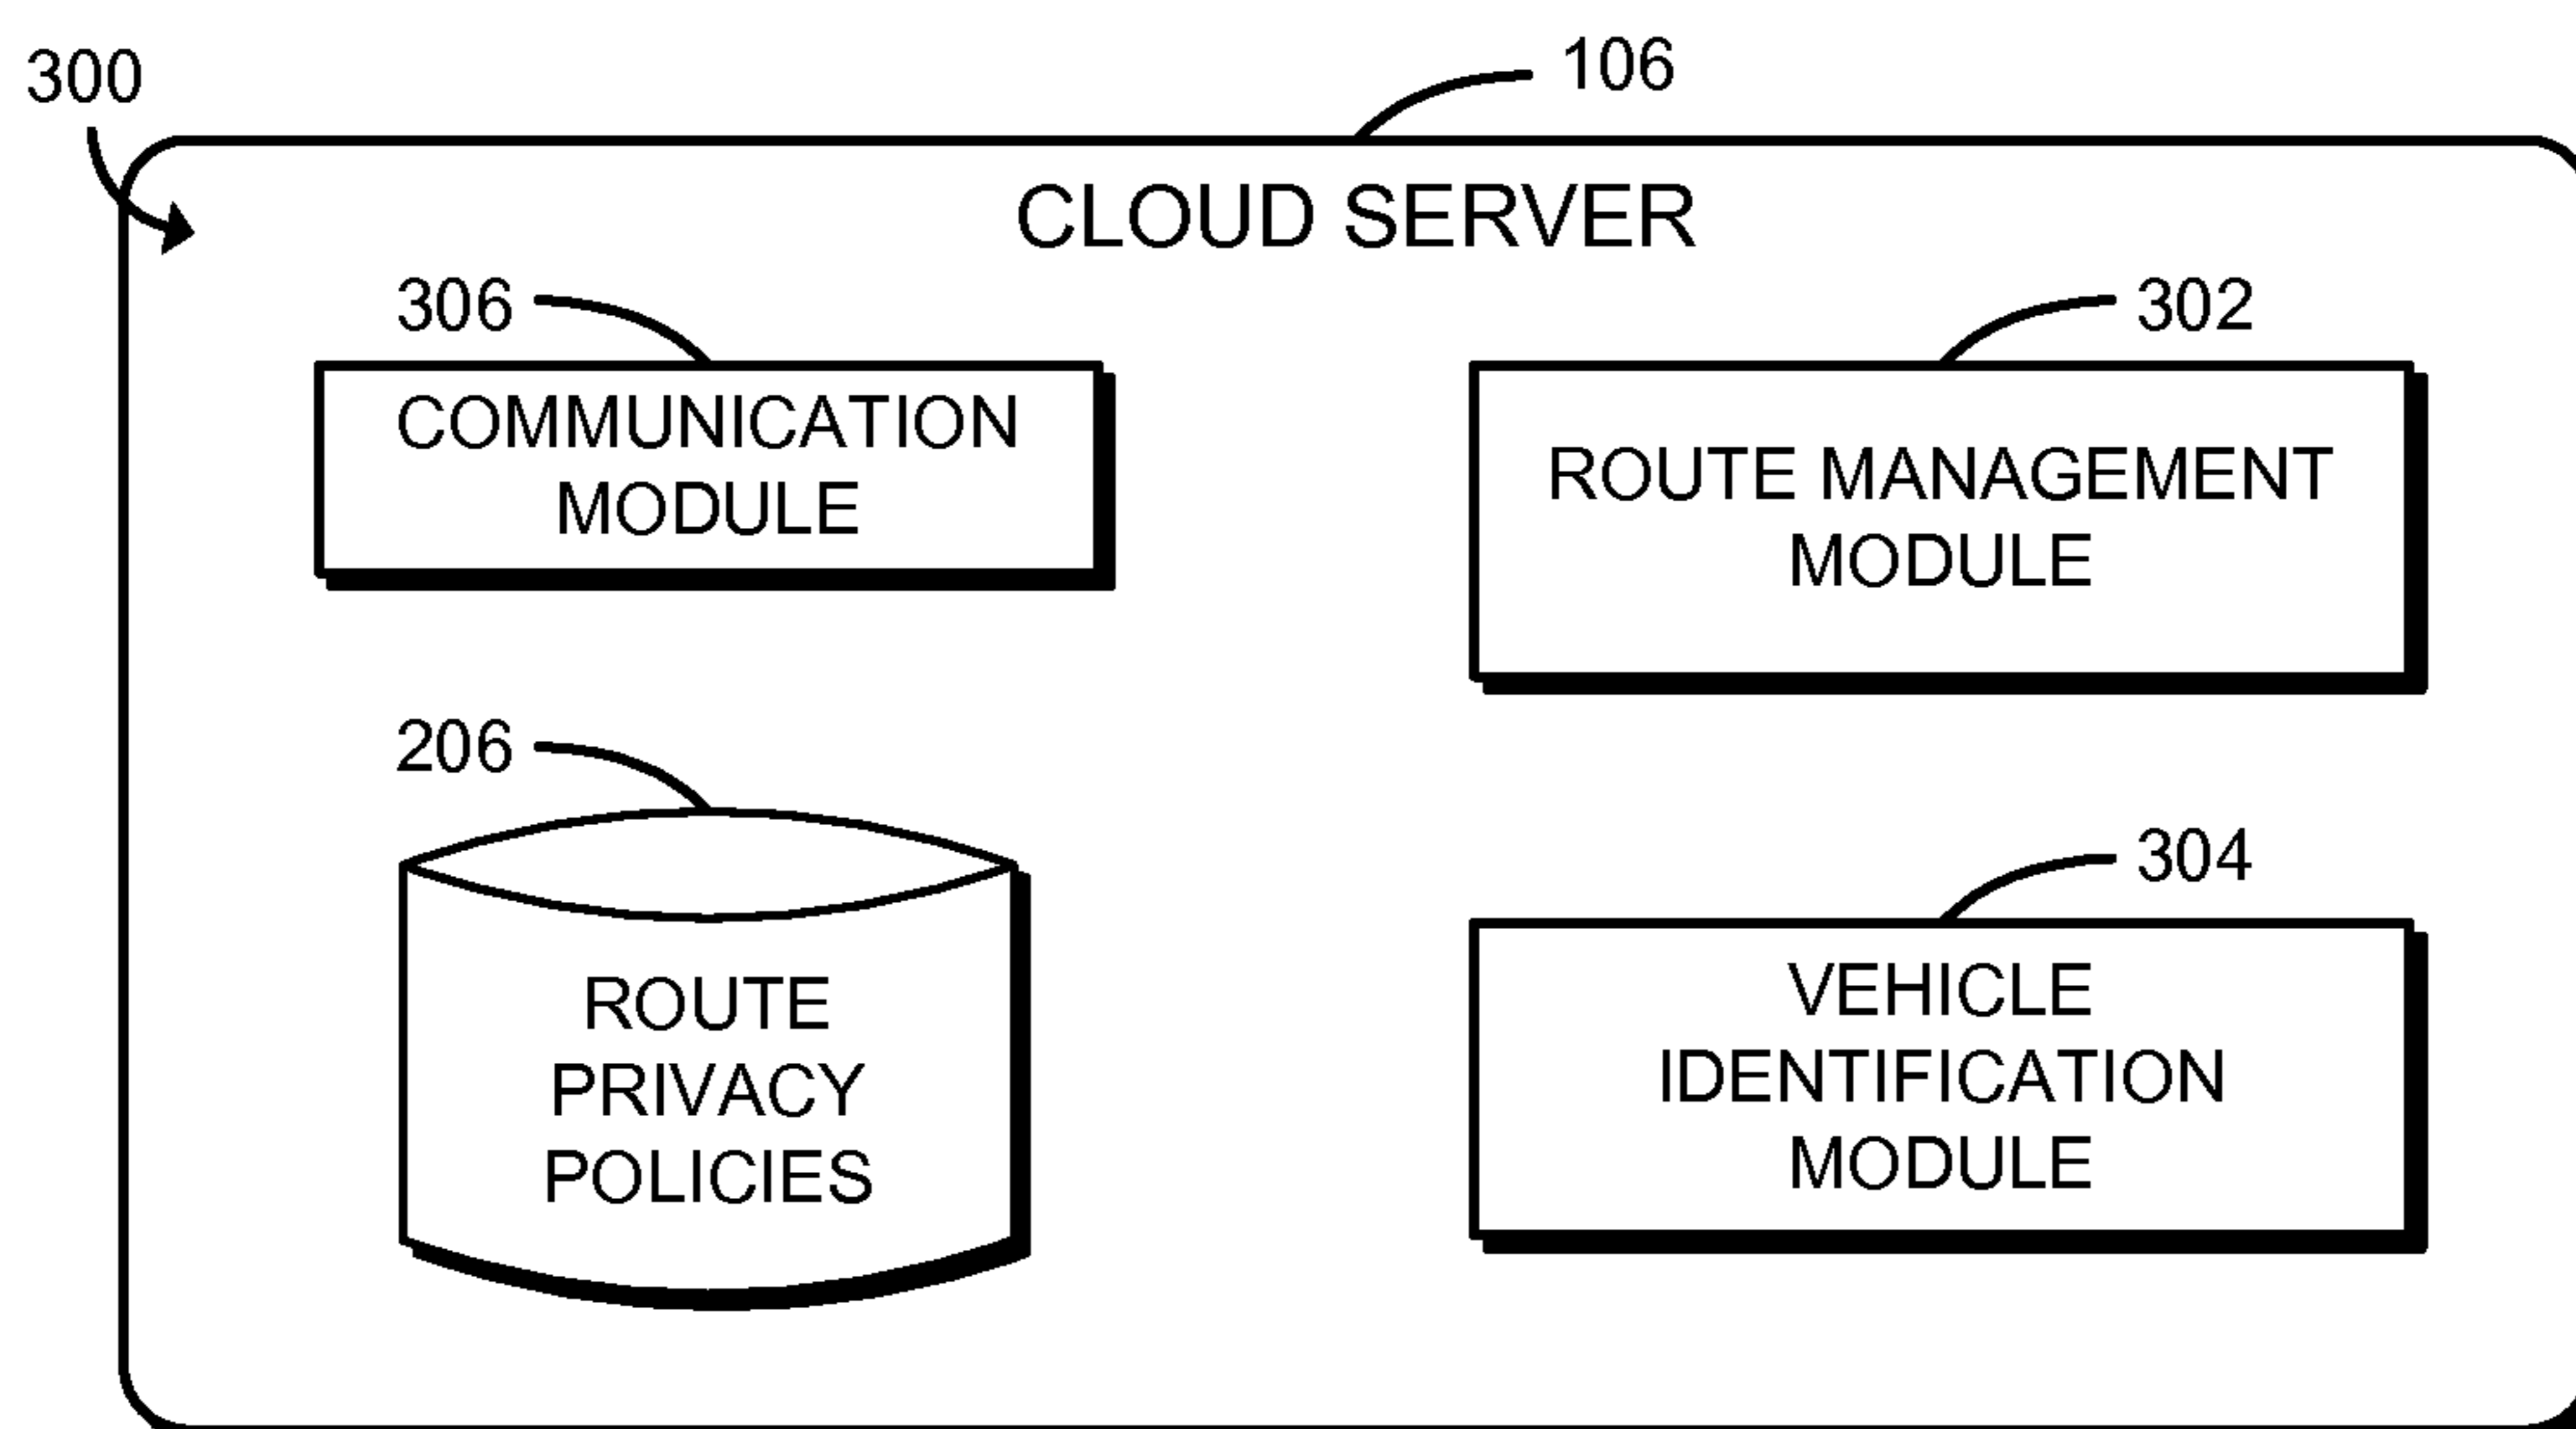 300
106
CLOUD SERVER
306
COMMUNICATION
MODULE
302
ROUTE MANAGEMENT
MODULE
206
ROUTE
PRIVACY
POLICIES
304
VEHICLE
IDENTIFICATION
MODULE